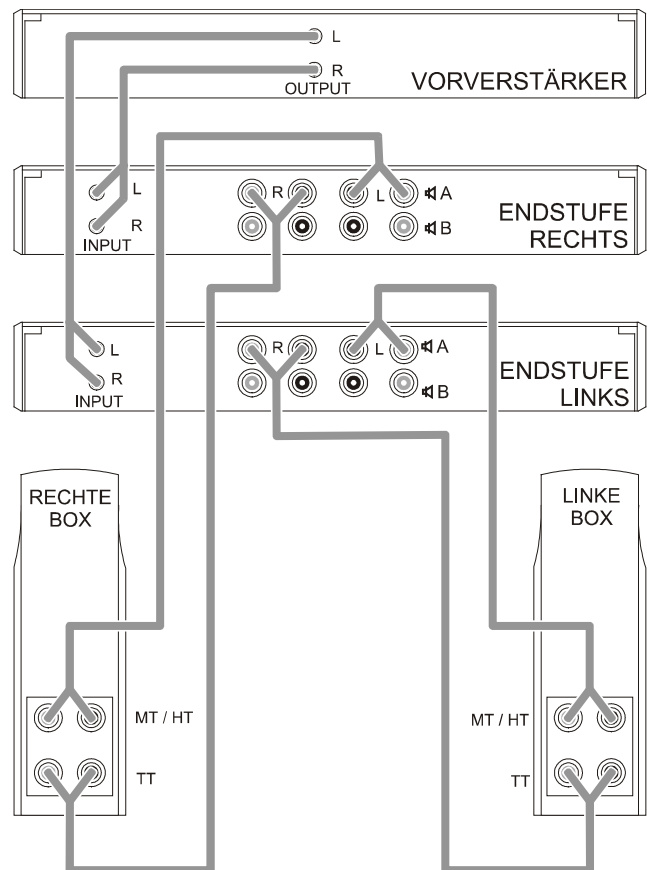 L
R
OUTPUT
VORVERSTÄRKER
L
R
INPUT
R
L
A
B
ENDSTUFE
RECHTS
L
R
INPUT
R
L
A
B
ENDSTUFE
LINKS
RECHTE
BOX
LINKE
BOX
MT / HT
TT
MT / HT
TT